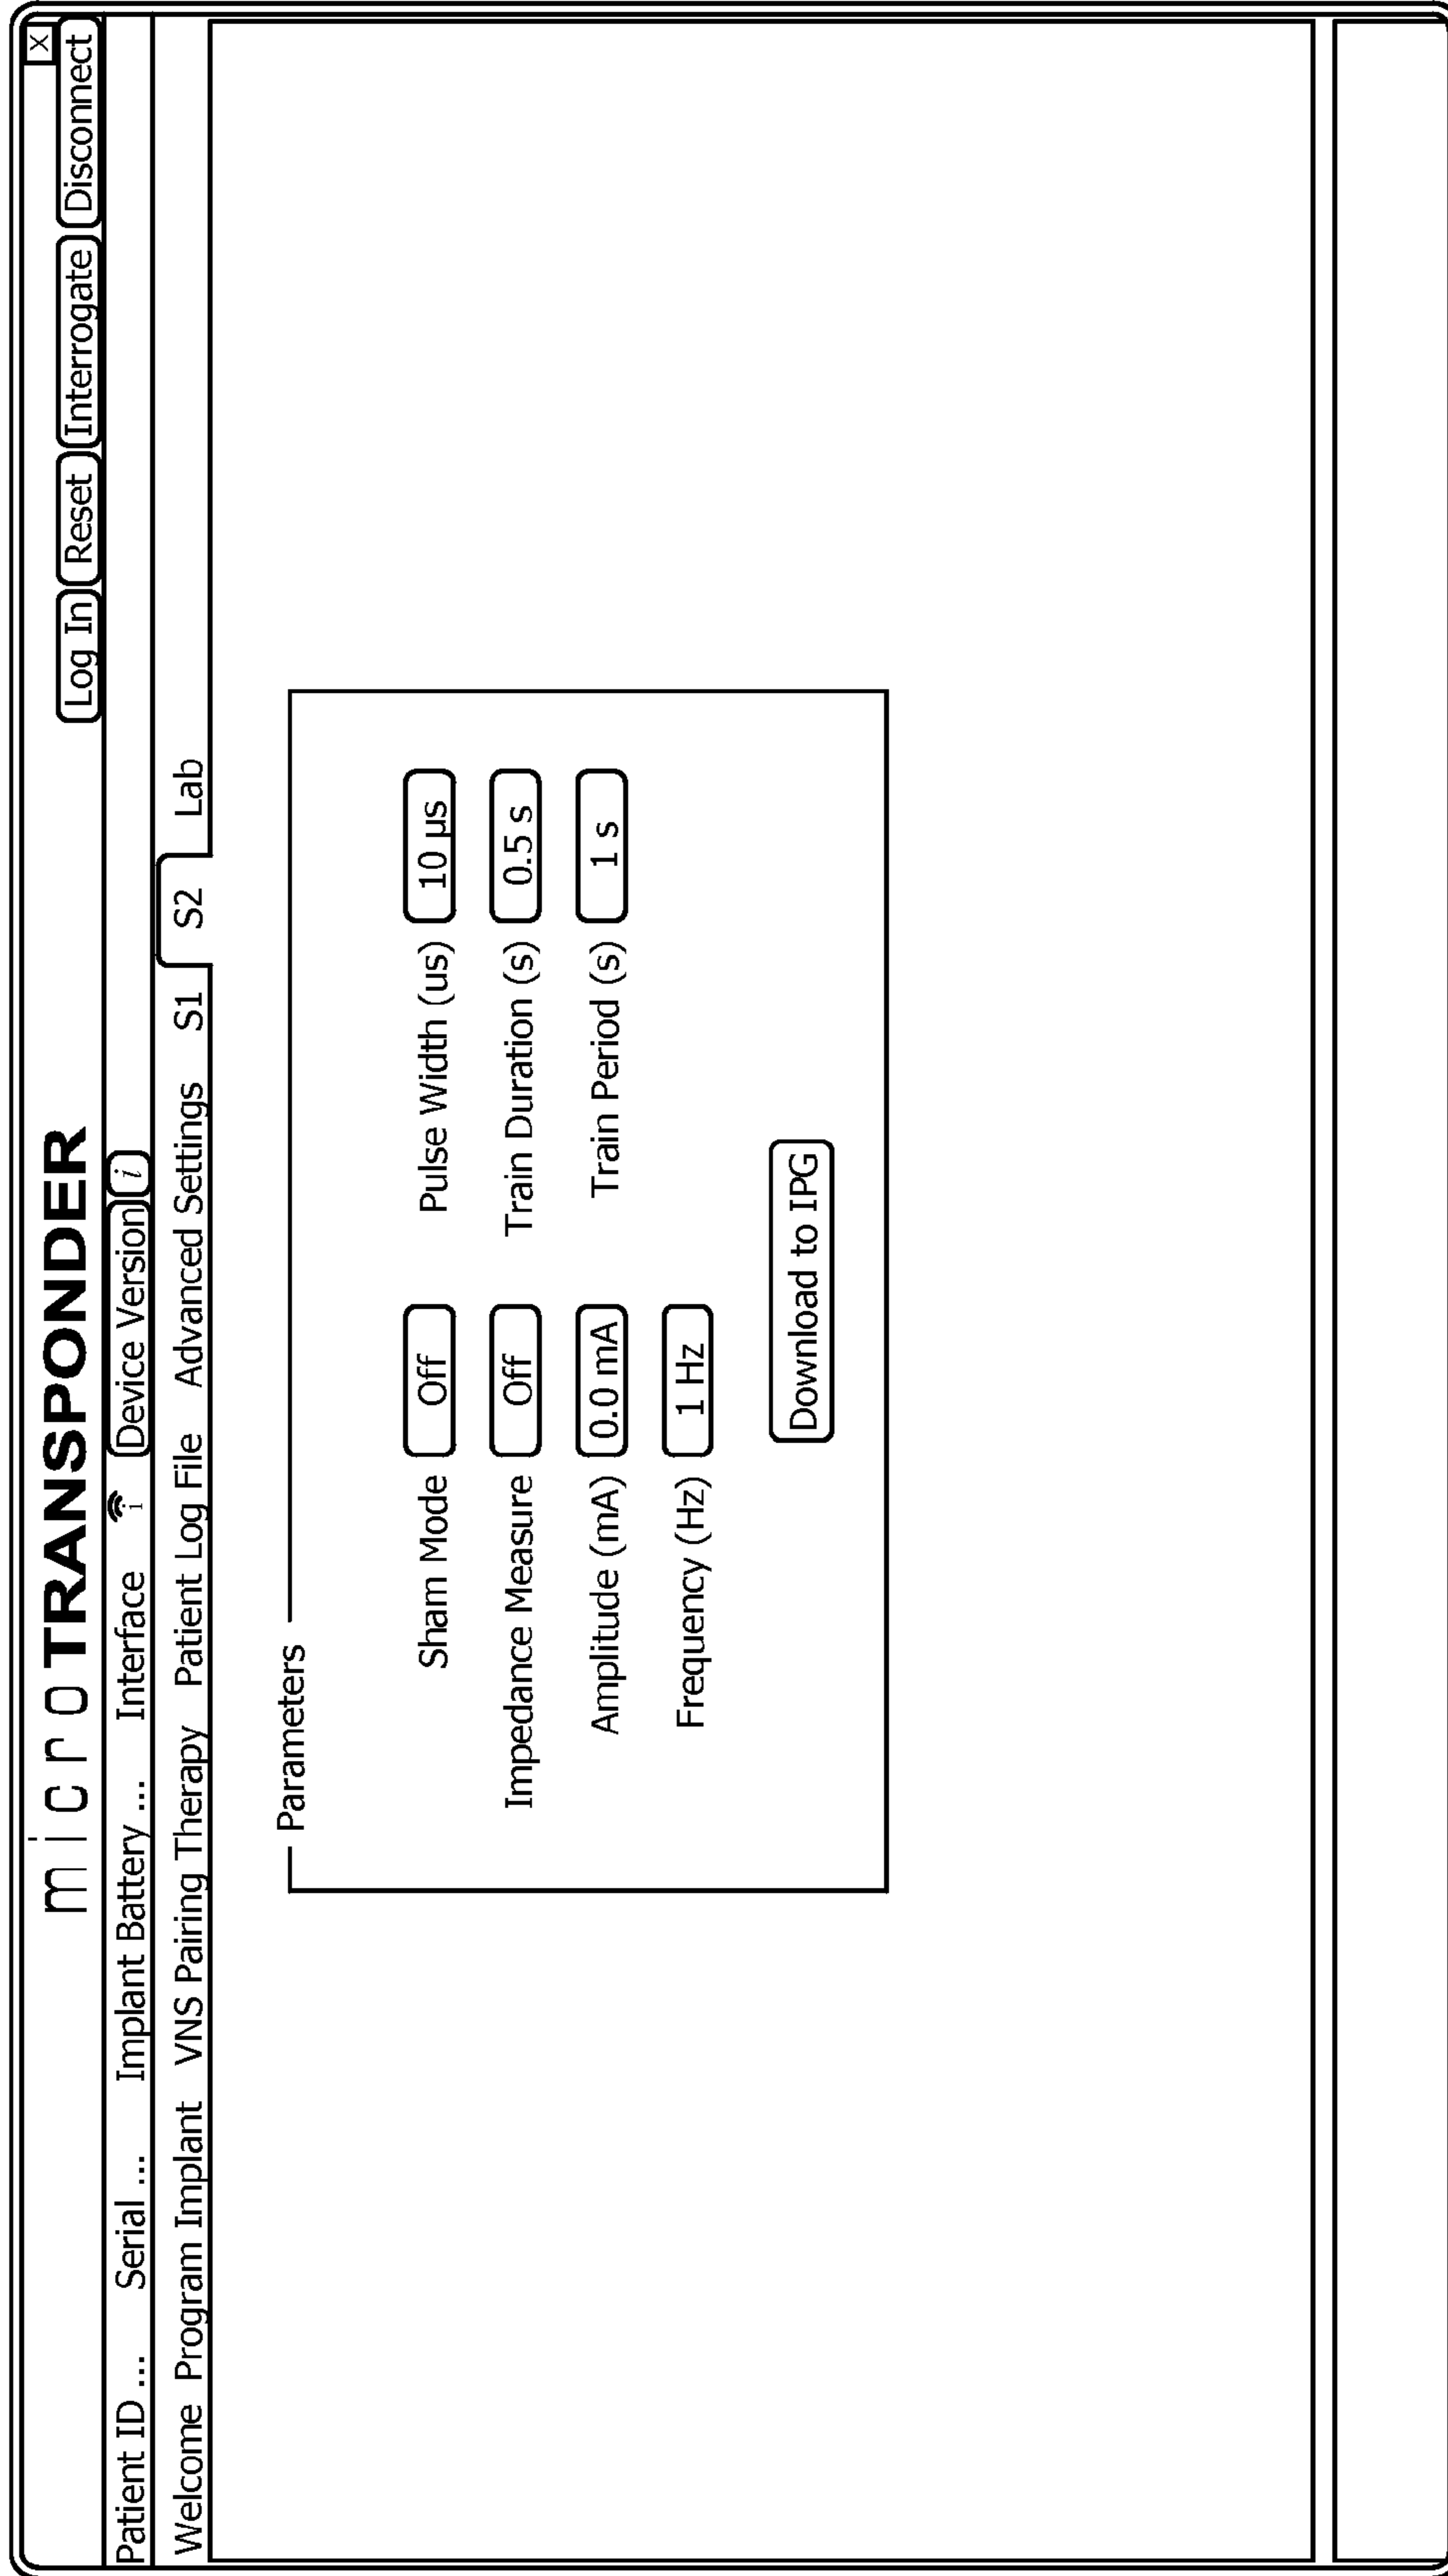 microTRANSPONDER
X
Log In Reset Interrogate Disconnect
Patient ID ... Serial ... Implant Battery ... Interface i Device Version i
Welcome Program Implant VNS Pairing Therapy Patient Log File Advanced Settings S1 S2 Lab
Parameters
Sham Mode Off Pulse Width (us) 10 µs
Impedance Measure Off Train Duration (s) 0.5 s
Amplitude (mA) 0.0 mA Train Period (s) 1 s
Frequency (Hz) 1 Hz
Download to IPG